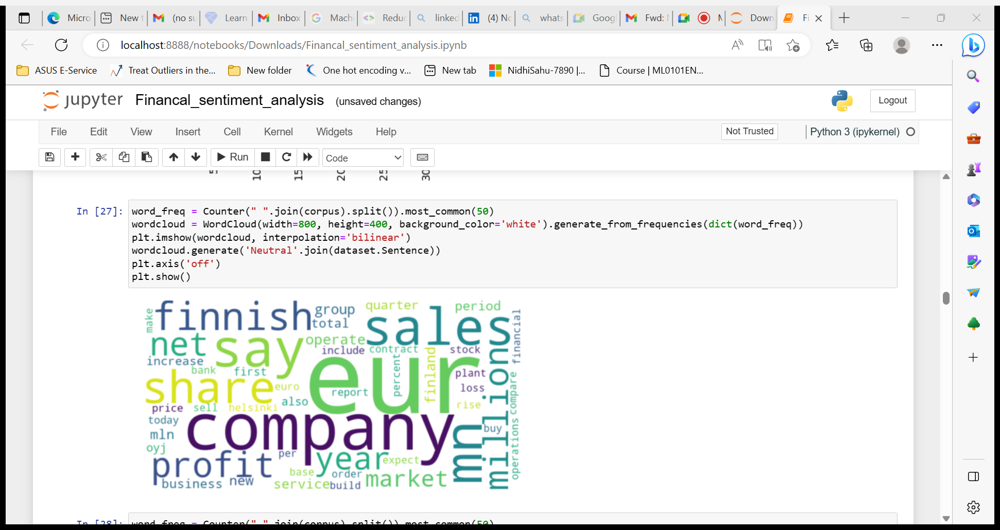 Micro New t (no su Learn Inbox Machi Reduc linked (4) Nc whats Goog Fwd: Down Fi
localhost:8888/notebooks/Downloads/Financal_sentiment_analysis.ipynb
ASUS E-Service Treat Outliers in the... New folder One hot encoding v... New tab NidhiSahu-7890 |... Course | ML0101EN...
jupyter Financal_sentiment_analysis (unsaved changes) Logout
File Edit View Insert Cell Kernel Widgets Help Not Trusted Python 3 (ipykernel)
Run Code
5 10 15 20 25 30
In [27]: word_freq = Counter(" ".join(corpus).split()).most_common(50)
wordcloud = WordCloud(width=800, height=400, background_color='white').generate_from_frequencies(dict(word_freq))
plt.imshow(wordcloud, interpolation='bilinear')
wordcloud.generate('Neutral'.join(dataset.Sentence))
plt.axis('off')
plt.show()
make
finnish
group
quarter
sales
period
financial
total
net
say
operate
include
contract
stock
increase
bank
first
eur
percent
finland
plant
millions
share
euro
report
loss
compare
price
sell
helsinki
also
rise
today
company
mn
buy
mln
operations
oyj
profit
per
year
expect
base
order
market
business
new
service
build
In [28]: word_freq = Counter(" ".join(corpus).split()).most_common(50)